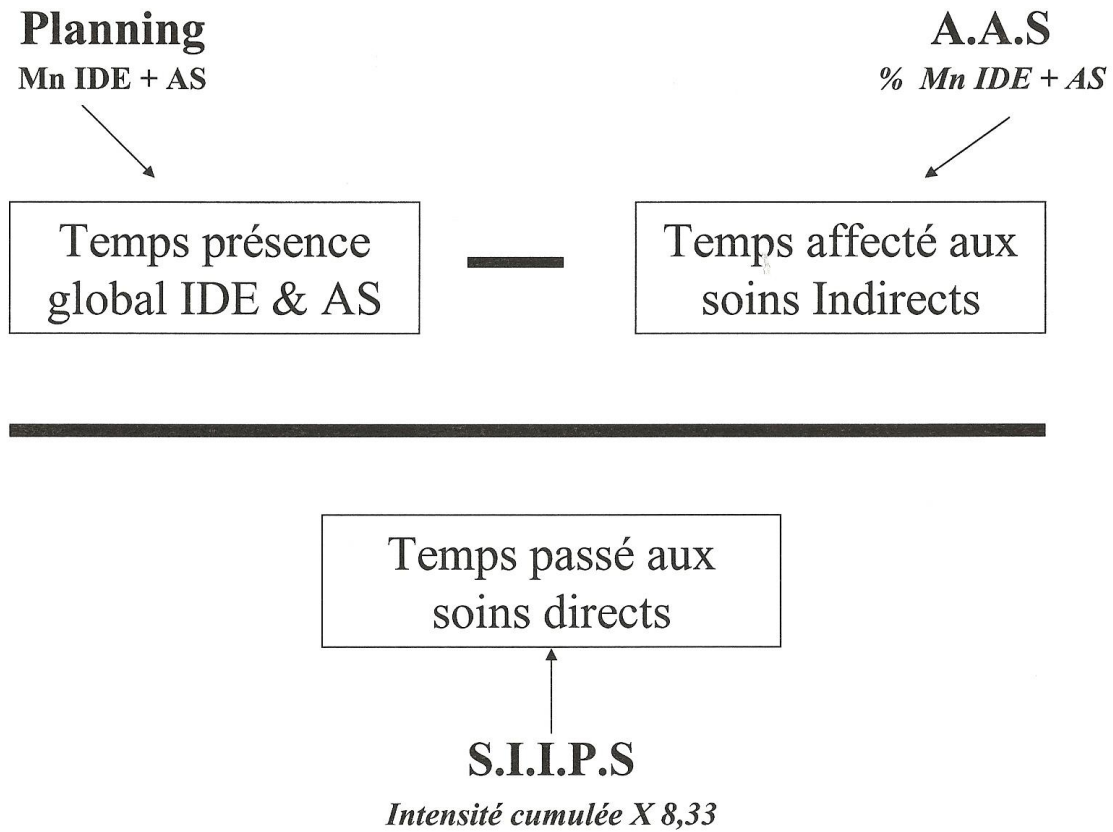 Planning
Mn IDE + AS
A.A.S
% Mn IDE + AS
Temps présence
global IDE & AS
Temps affecté aux
soins Indirects
Temps passé aux
soins directs
S.I.I.P.S
Intensité cumulée X 8,33